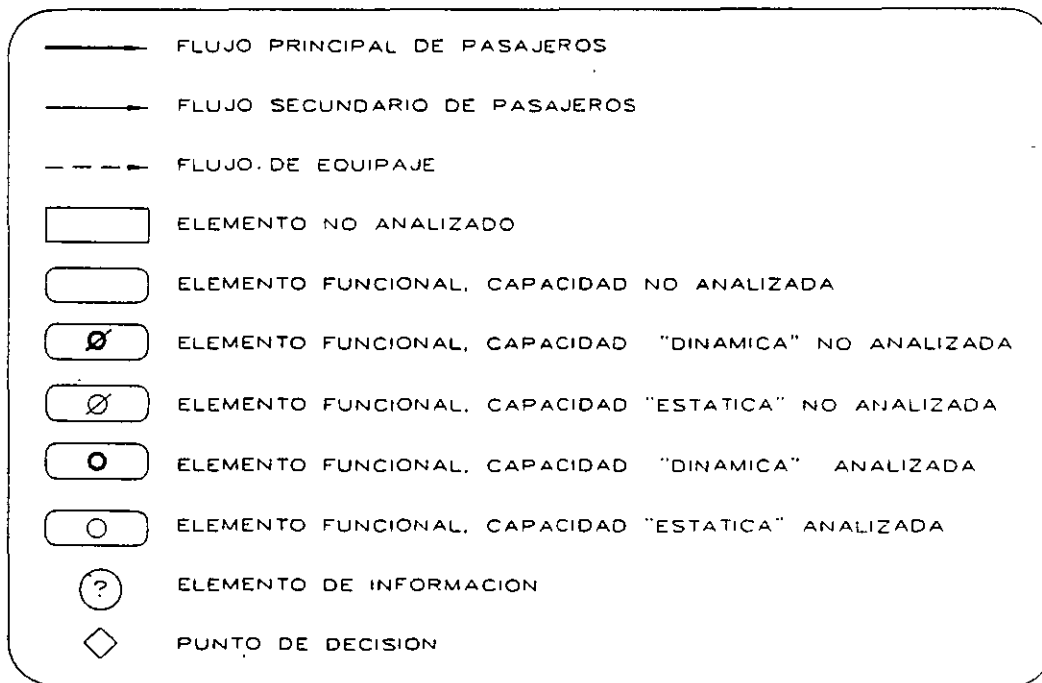 FLUJO PRINCIPAL DE PASAJEROS
FLUJO SECUNDARIO DE PASAJEROS
FLUJO. DE EQUIPAJE
ELEMENTO NO ANALIZADO
ELEMENTO FUNCIONAL, CAPACIDAD NO ANALIZADA
Ø ELEMENTO FUNCIONAL, CAPACIDAD "DINAMICA" NO ANALIZADA
Ø ELEMENTO FUNCIONAL, CAPACIDAD "ESTATICA" NO ANALIZADA
O ELEMENTO FUNCIONAL, CAPACIDAD "DINAMICA" ANALIZADA
O ELEMENTO FUNCIONAL, CAPACIDAD "ESTATICA" ANALIZADA
? ELEMENTO DE INFORMACION
PUNTO DE DECISION